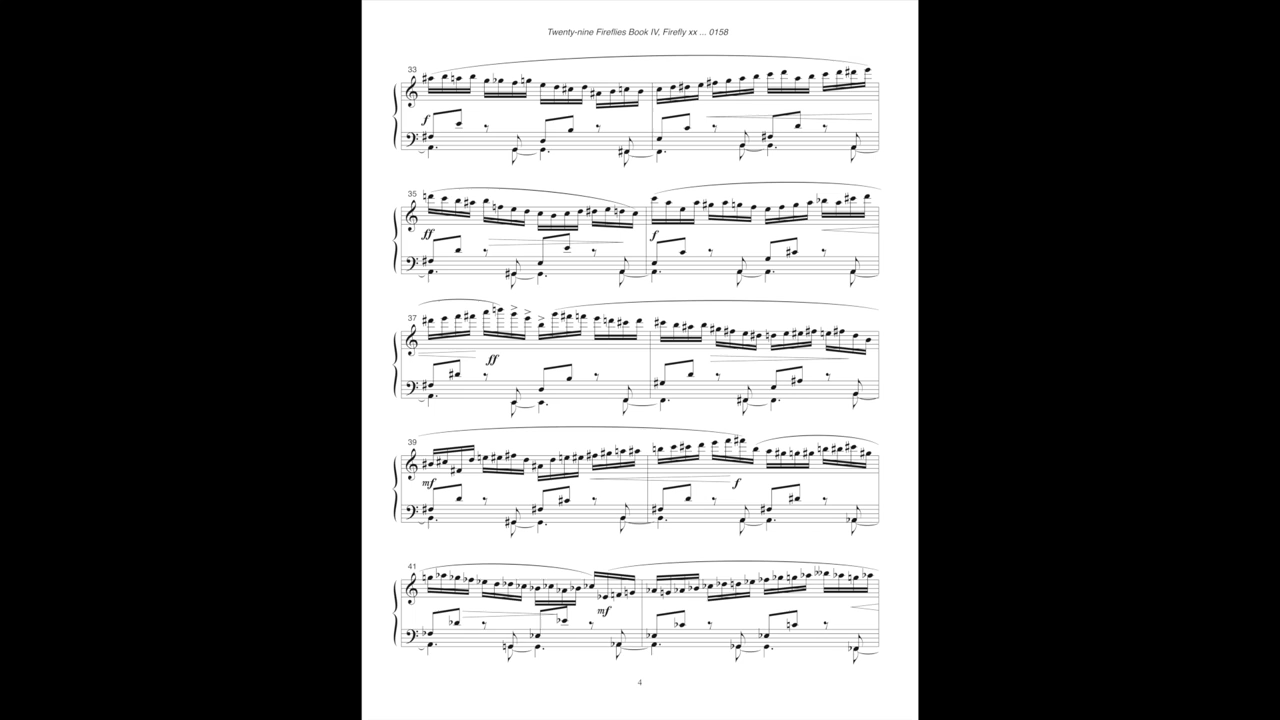 Twenty-nine Fireflies Book IV, Firefly xx ... 0158
33
f
35
ff
f
37
ff
39
mf
f
41
mf
4